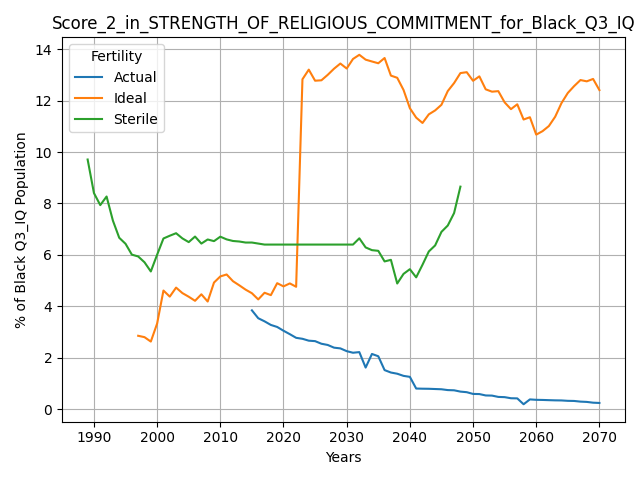 Score_2_in_STRENGTH_OF_RELIGIOUS_COMMITMENT_for_Black_Q3_IQ
Fertility
Actual
Ideal
Sterile
% of Black Q3_IQ Population
14
12
10
8
6
4
2
0
1990 2000 2010 2020 2030 2040 2050 2060 2070
Years